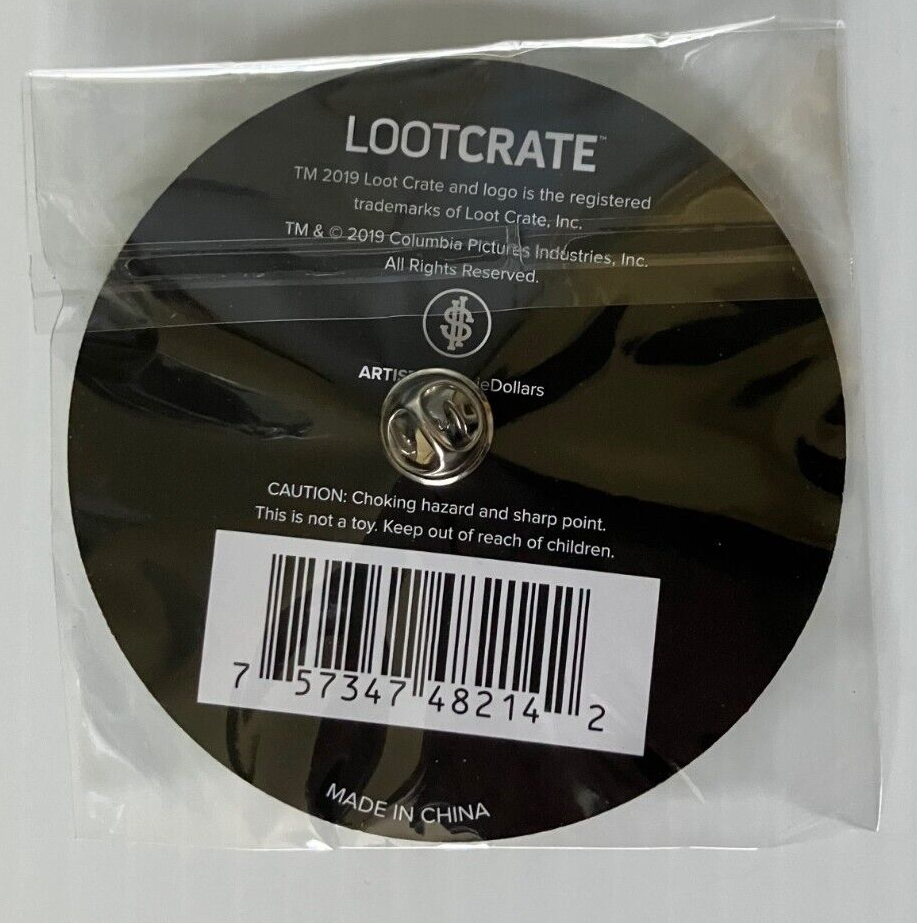 LOOTCRATE™
TM 2019 Loot Crate and logo is the registered
trademarks of Loot Crate, Inc.
TM & © 2019 Columbia Pictures Industries, Inc.
All Rights Reserved.
CAUTION: Choking hazard and sharp point.
This is not a toy. Keep out of reach of children.
7 57347 48214 2
MADE IN CHINA